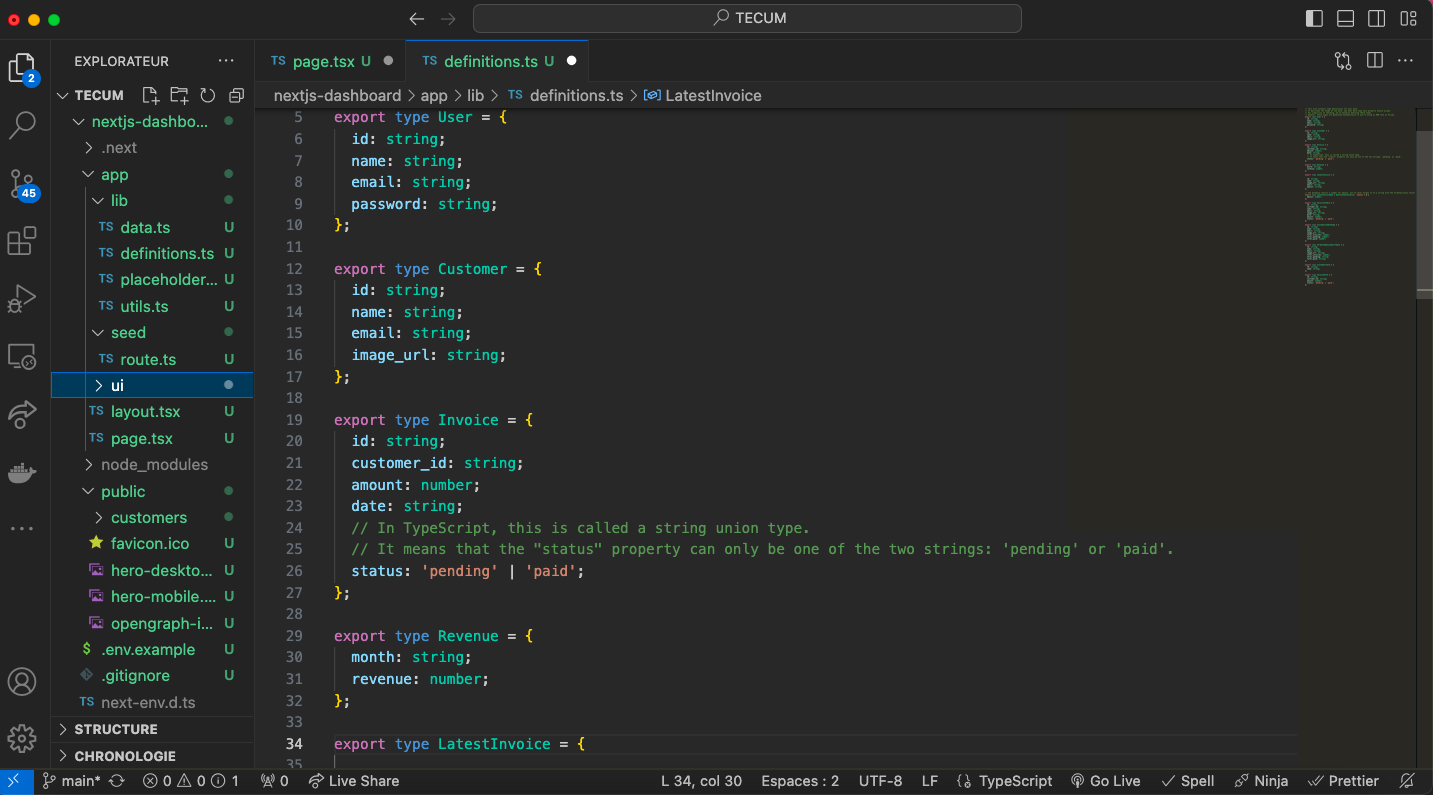 TECUM
EXPLORATEUR
2
45
TECUM
nextjs-dashbo...
.next
app
lib
TS data.ts U
TS definitions.ts U
TS placeholder... U
TS utils.ts U
seed
TS route.ts U
ui
TS layout.tsx U
TS page.tsx U
node_modules
public
customers
favicon.ico U
hero-deskto... U
hero-mobile.... U
opengraph-i... U
$ .env.example U
.gitignore U
TS next-env.d.ts
STRUCTURE
CHRONOLOGIE
TS page.tsx U
TS definitions.ts U
nextjs-dashboard > app > lib > TS definitions.ts > LatestInvoice
5 export type User = {
6 id: string;
7 name: string;
8 email: string;
9 password: string;
10 };
11
12 export type Customer = {
13 id: string;
14 name: string;
15 email: string;
16 image_url: string;
17 };
18
19 export type Invoice = {
20 id: string;
21 customer_id: string;
22 amount: number;
23 date: string;
24 // In TypeScript, this is called a string union type.
25 // It means that the "status" property can only be one of the two strings: 'pending' or 'paid'.
26 status: 'pending' | 'paid';
27 };
28
29 export type Revenue = {
30 month: string;
31 revenue: number;
32 };
33
34 export type LatestInvoice = {
35
main* 0 0 1 0 Live Share L 34, col 30 Espaces : 2 UTF-8 LF {} TypeScript Go Live Spell Ninja Prettier